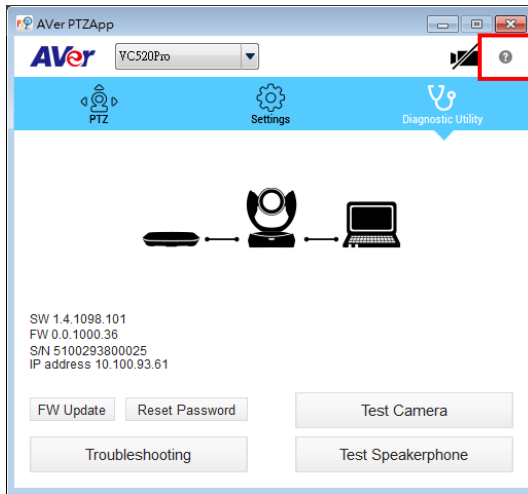 AVer PTZApp
AVer VC520Pro ?
PTZ Settings Diagnostic Utility
SW 1.4.1098.101
FW 0.0.1000.36
S/N 5100293800025
IP address 10.100.93.61
FW Update Reset Password Test Camera
Troubleshooting Test Speakerphone